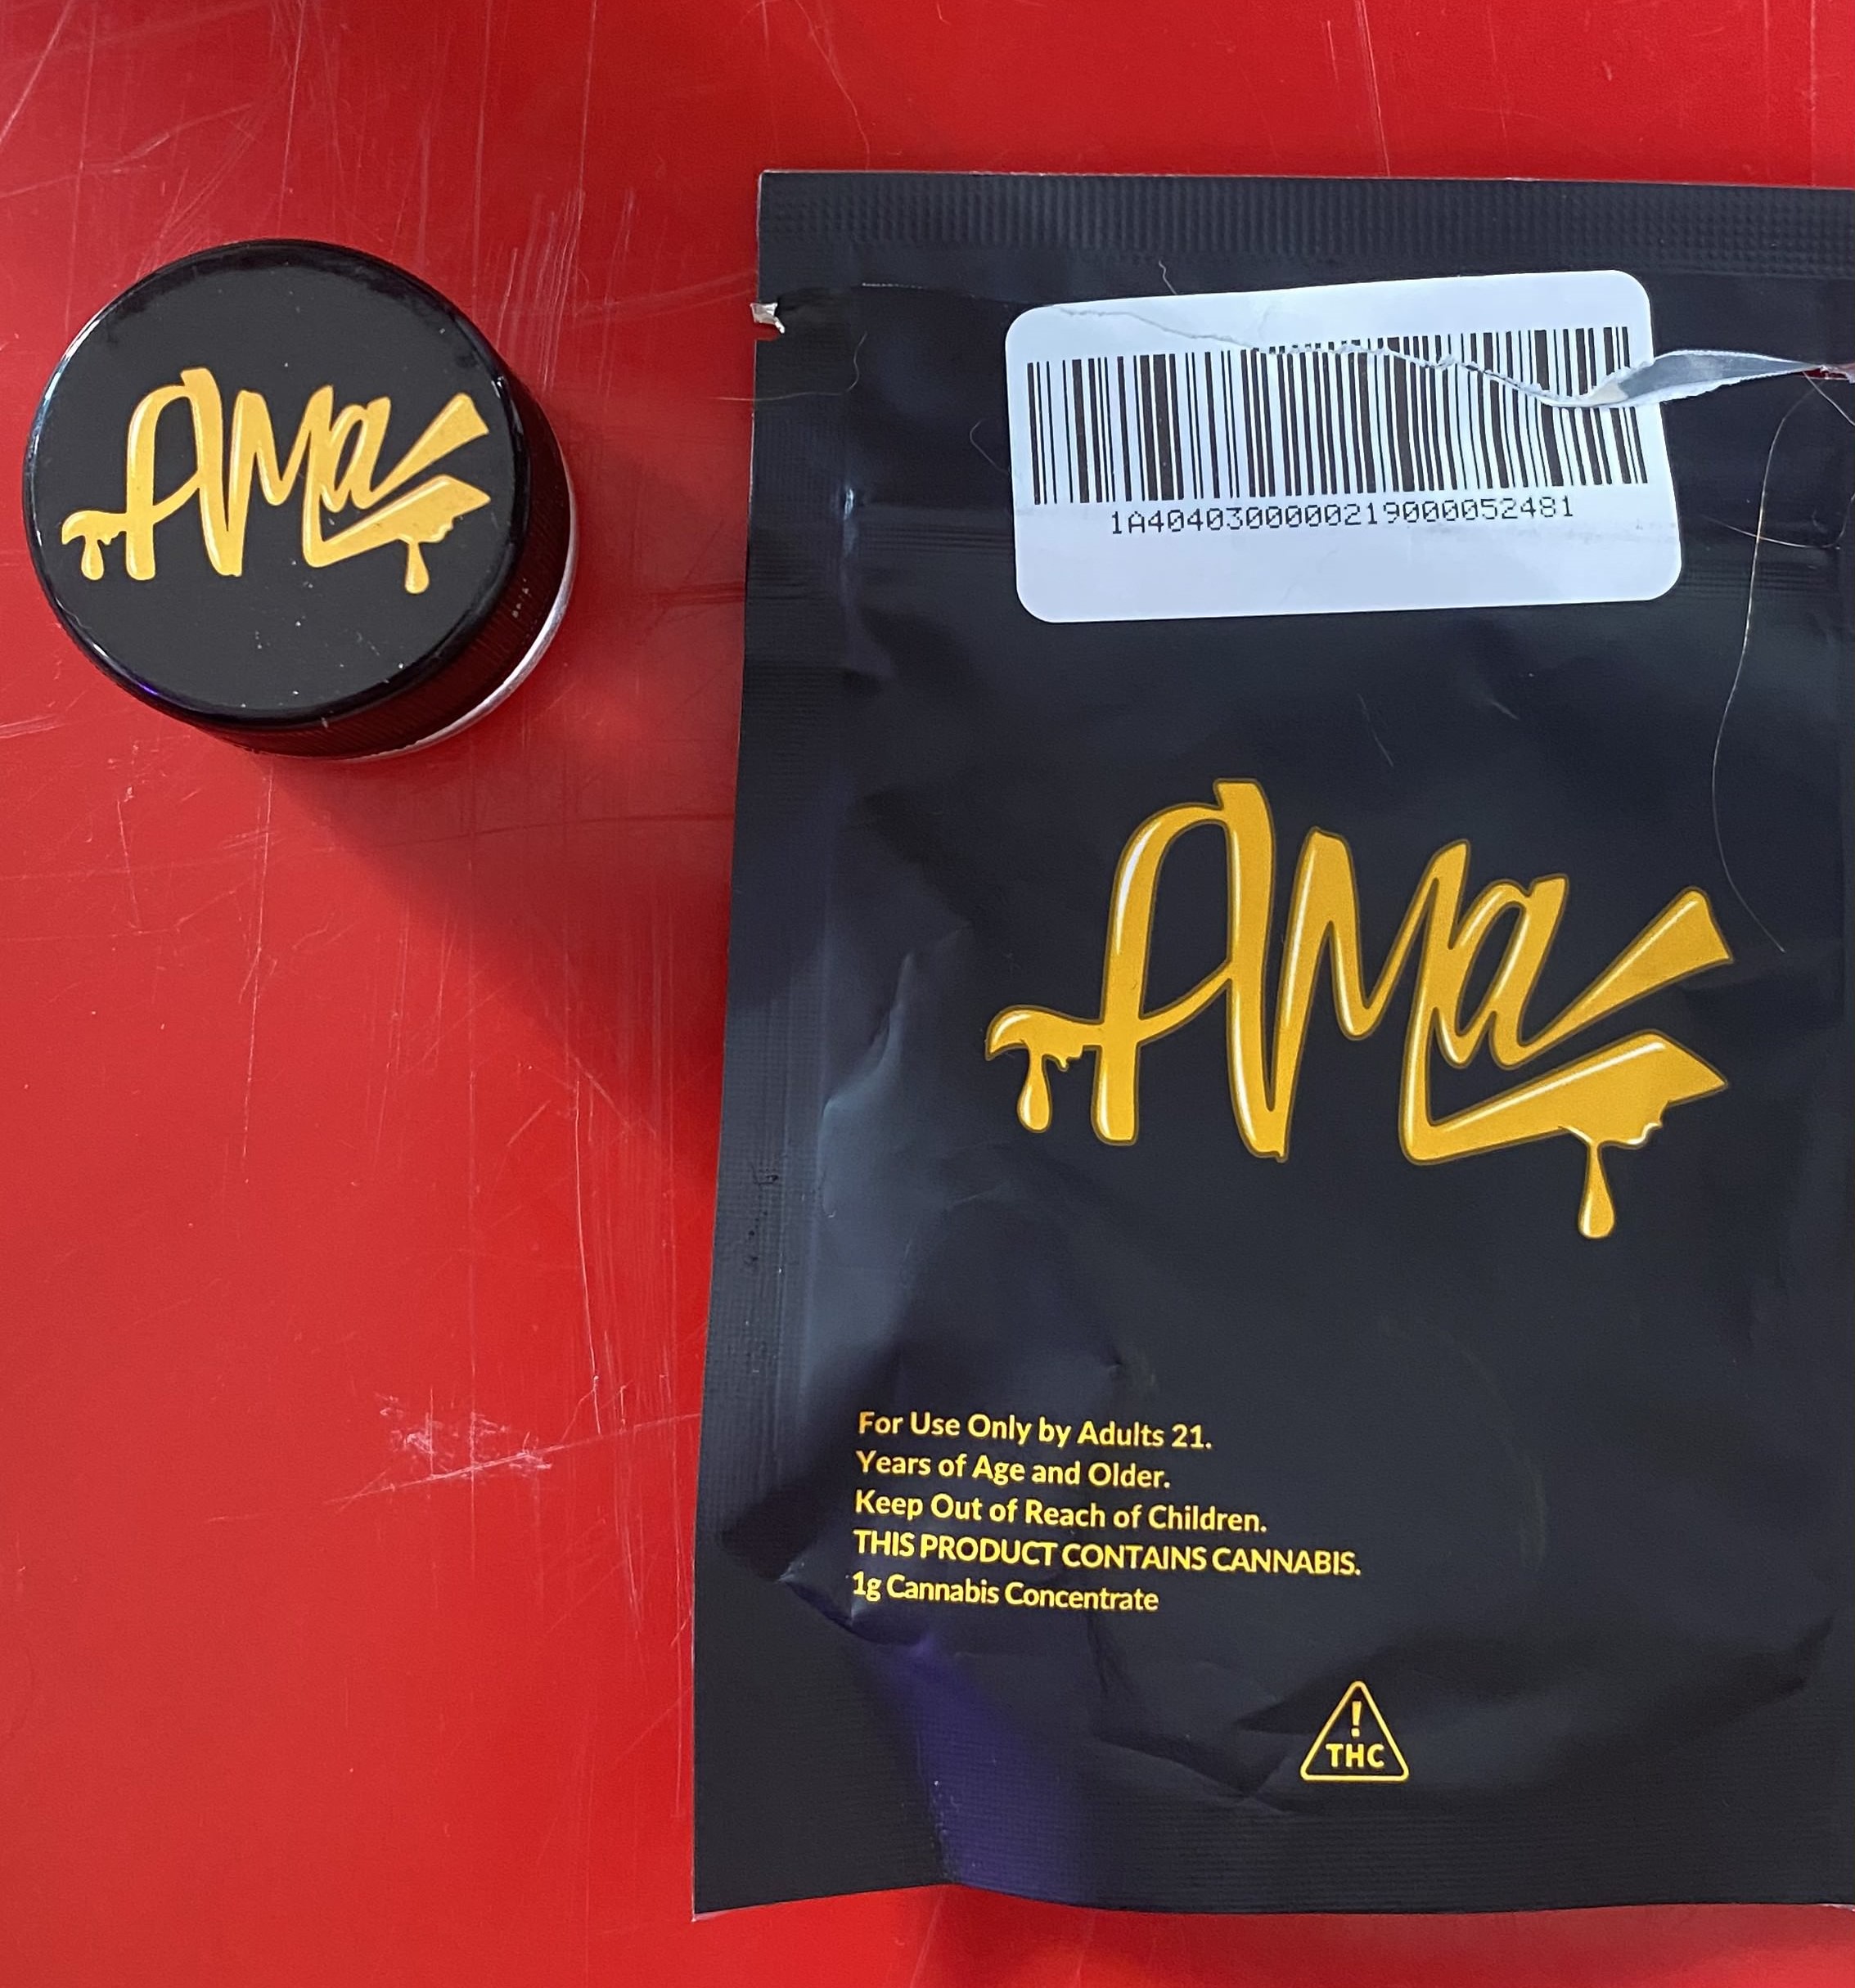 AMa
1A4040300000219000052481
AMa
For Use Only by Adults 21.
Years of Age and Older.
Keep Out of Reach of Children.
THIS PRODUCT CONTAINS CANNABIS.
1g Cannabis Concentrate
!
THC